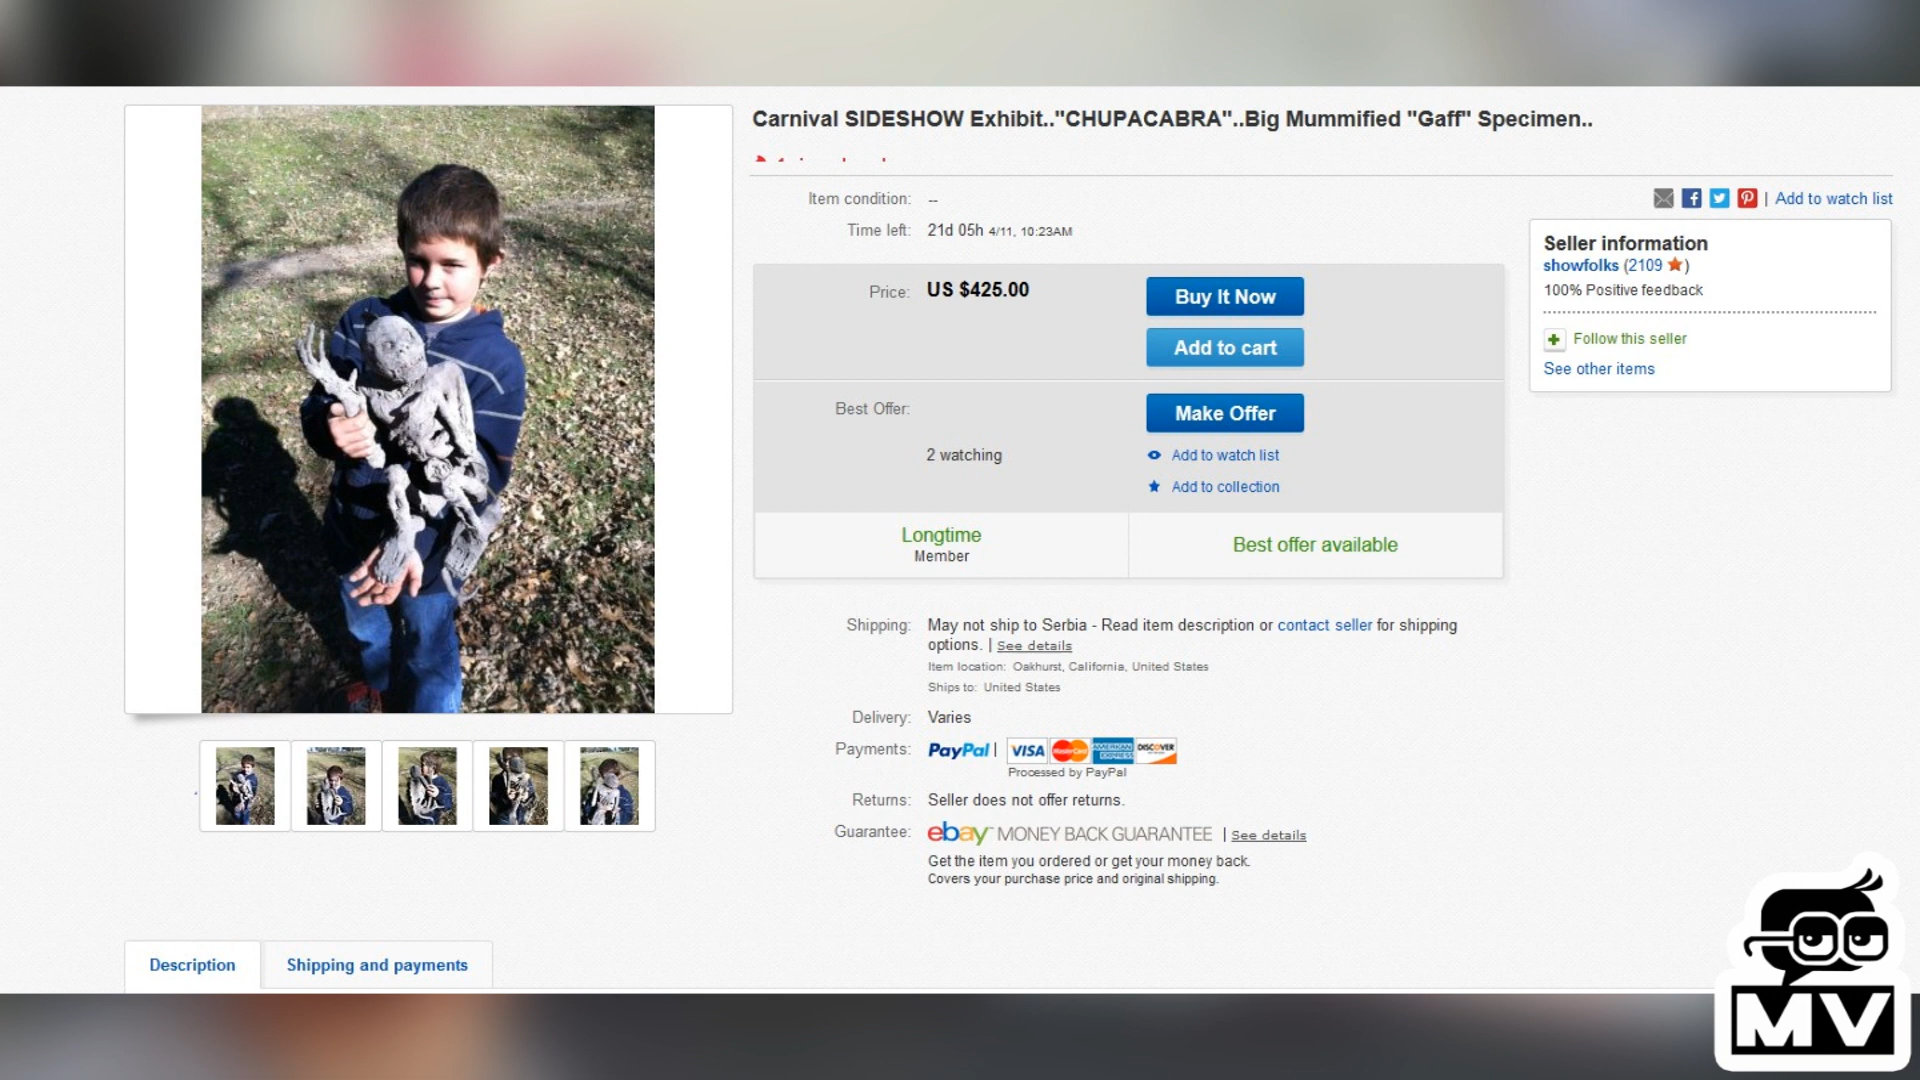 Carnival SIDESHOW Exhibit.."CHUPACABRA"..Big Mummified "Gaff" Specimen..
Item condition: --
Time left: 21d 05h 4/11, 10:23AM
| Add to watch list
Seller information
showfolks (2109 ★)
100% Positive feedback
Follow this seller
See other items
Price: US $425.00
Buy It Now
Add to cart
Best Offer:
Make Offer
2 watching
Add to watch list
Add to collection
Longtime
Member
Best offer available
Shipping: May not ship to Serbia - Read item description or contact seller for shipping
options. | See details
Item location: Oakhurst, California, United States
Ships to: United States
Delivery: Varies
Payments: PayPal | VISA MasterCard AMERICAN EXPRESS DISCOVER
Processed by PayPal
Returns: Seller does not offer returns.
Guarantee: ebay MONEY BACK GUARANTEE | See details
Get the item you ordered or get your money back.
Covers your purchase price and original shipping.
Description
Shipping and payments
MV